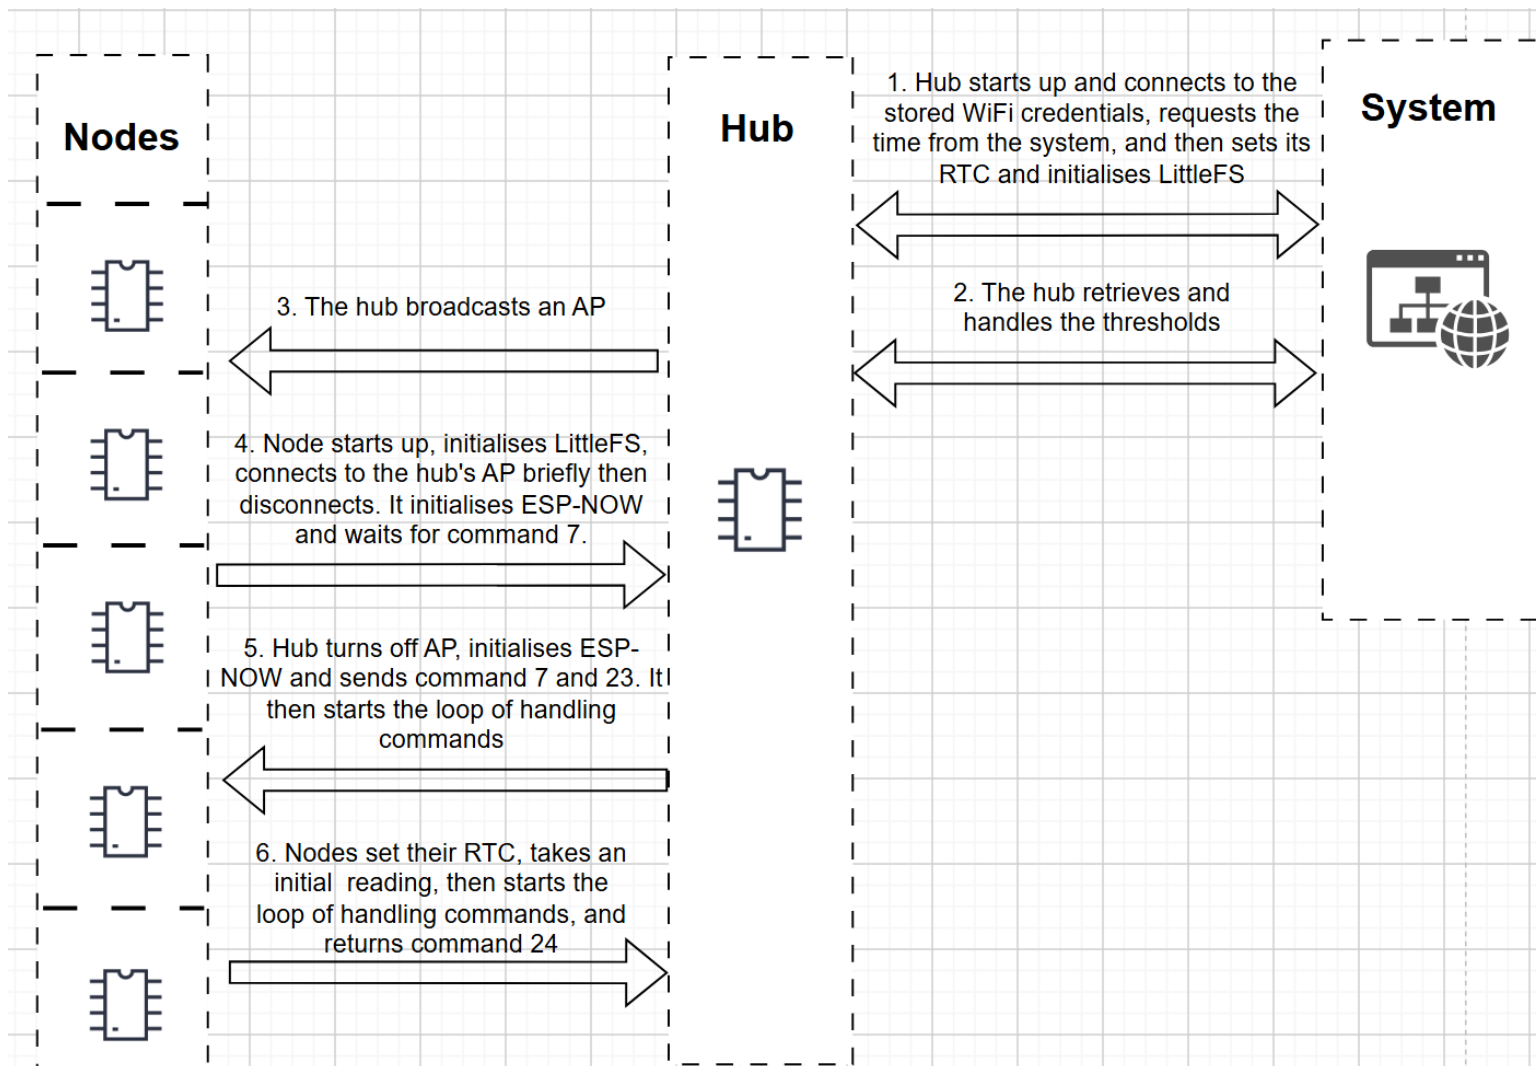 Nodes
Hub
System
1. Hub starts up and connects to the
stored WiFi credentials, requests the
time from the system, and then sets its
RTC and initialises LittleFS
2. The hub retrieves and
handles the thresholds
3. The hub broadcasts an AP
4. Node starts up, initialises LittleFS,
connects to the hub's AP briefly then
disconnects. It initialises ESP-NOW
and waits for command 7.
5. Hub turns off AP, initialises ESP-
NOW and sends command 7 and 23. It
then starts the loop of handling
commands
6. Nodes set their RTC, takes an
initial  reading, then starts the
loop of handling commands, and
returns command 24